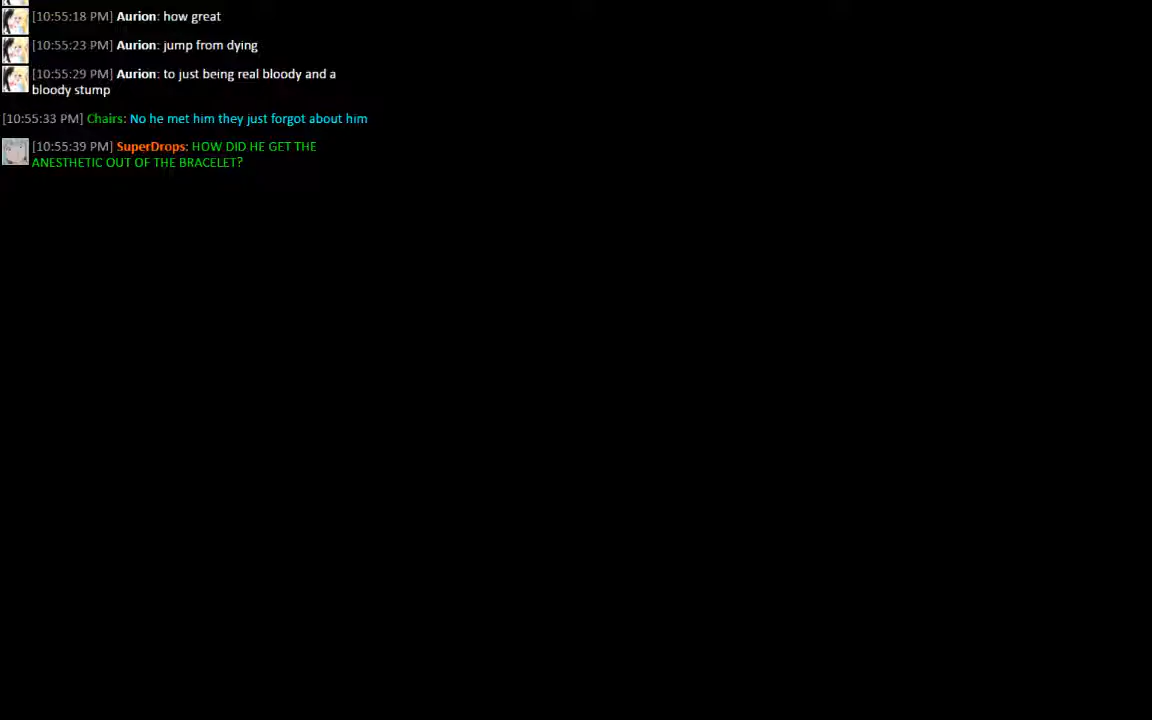 [10:55:18 PM] Aurion: how great
[10:55:23 PM] Aurion: jump from dying
[10:55:29 PM] Aurion: to just being real bloody and a
bloody stump
[10:55:33 PM] Chairs: No he met him they just forgot about him
[10:55:39 PM] SuperDrops: HOW DID HE GET THE
ANESTHETIC OUT OF THE BRACELET?